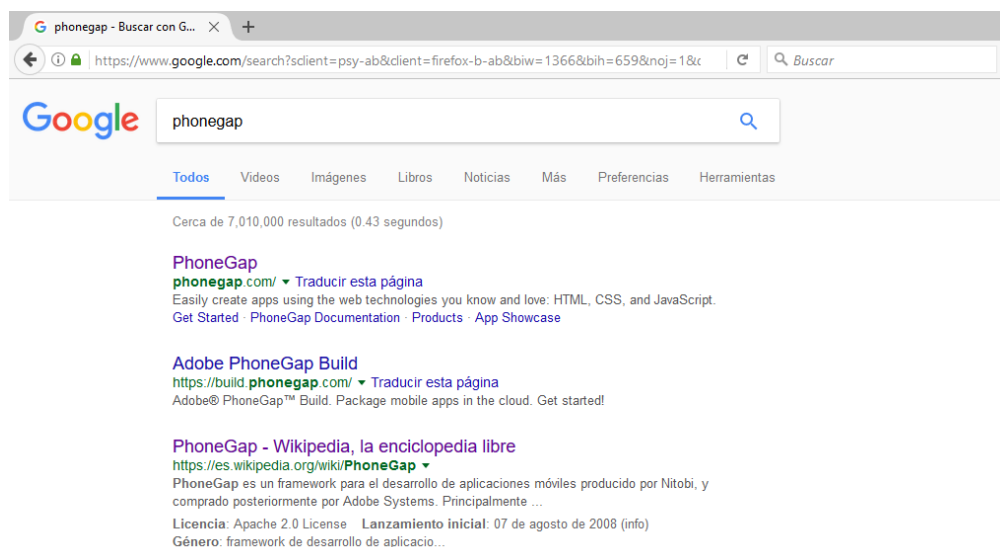 phonegap - Buscar con G...
https://www.google.com/search?sclient=psy-ab&client=firefox-b-ab&biw=1366&bih=659&noj=1&c
Buscar
Google
phonegap
Todos Videos Imágenes Libros Noticias Más Preferencias Herramientas
Cerca de 7,010,000 resultados (0.43 segundos)
PhoneGap
phonegap.com/ Traducir esta página
Easily create apps using the web technologies you know and love: HTML, CSS, and JavaScript.
Get Started · PhoneGap Documentation · Products · App Showcase
Adobe PhoneGap Build
https://build.phonegap.com/ Traducir esta página
Adobe® PhoneGap™ Build. Package mobile apps in the cloud. Get started!
PhoneGap - Wikipedia, la enciclopedia libre
https://es.wikipedia.org/wiki/PhoneGap
PhoneGap es un framework para el desarrollo de aplicaciones móviles producido por Nitobi, y
comprado posteriormente por Adobe Systems. Principalmente ...
Licencia: Apache 2.0 License Lanzamiento inicial: 07 de agosto de 2008 (info)
Género: framework de desarrollo de aplicacio...